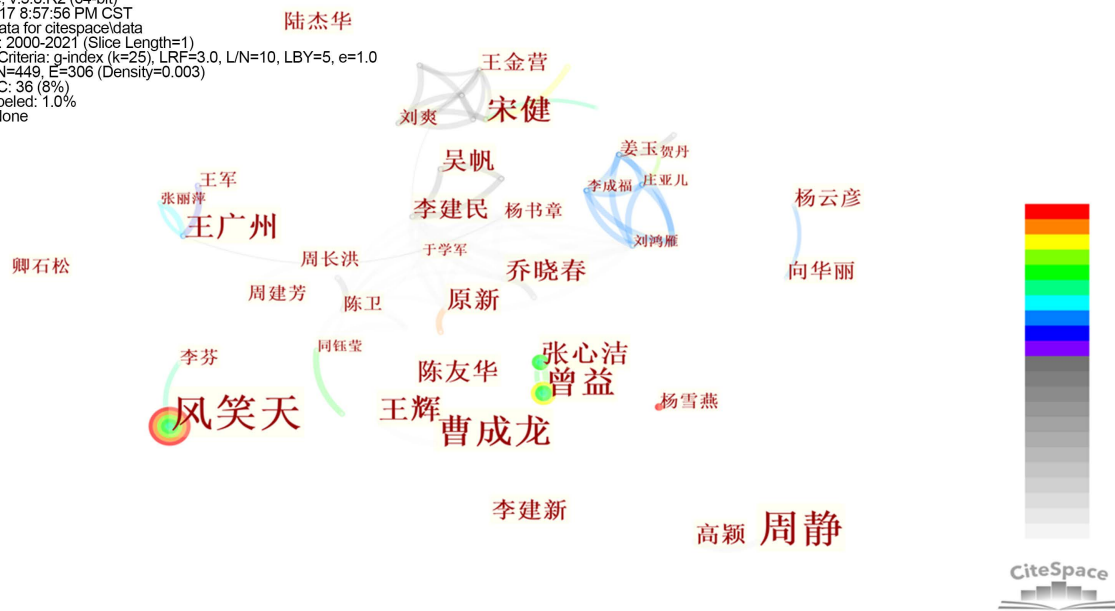 v.5.8.R2 (64-bit)
17 8:57:56 PM CST
ata for citespace\data
: 2000-2021 (Slice Length=1)
Criteria: g-index (k=25), LRF=3.0, L/N=10, LBY=5, e=1.0
N=449, E=306 (Density=0.003)
C: 36 (8%)
beled: 1.0%
lone
陆杰华
王金营
宋健
刘爽
姜玉
贺丹
吴帆
王军
庄亚儿
李成福
张丽萍
杨云彦
李建民
杨书章
王广州
刘鸿雁
于学军
周长洪
卿石松
乔晓春
向华丽
周建芳
陈卫
原新
同钰莹
张心洁
李芬
陈友华
曾益
杨雪燕
王辉
风笑天
曹成龙
李建新
周静
高颖
CiteSpace